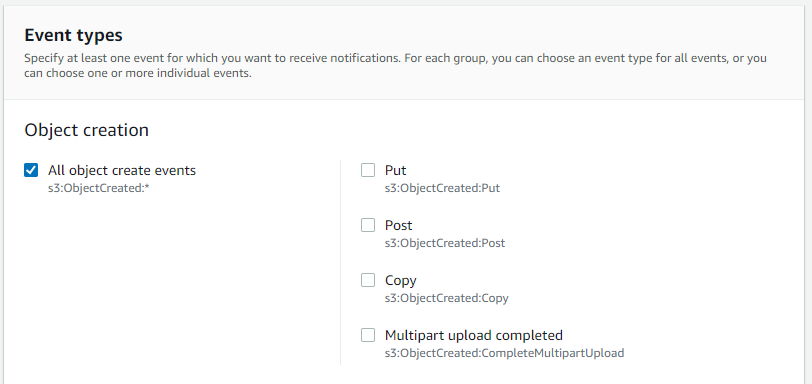 Event types
Specify at least one event for which you want to receive notifications. For each group, you can choose an event type for all events, or you
can choose one or more individual events.
Object creation
All object create events
s3:ObjectCreated:*
Put
s3:ObjectCreated:Put
Post
s3:ObjectCreated:Post
Copy
s3:ObjectCreated:Copy
Multipart upload completed
s3:ObjectCreated:CompleteMultipartUpload